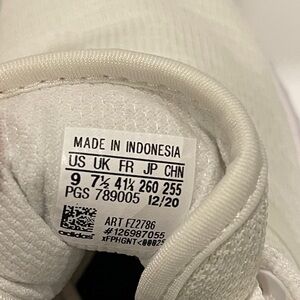 MADE IN INDONESIA
US UK FR JP CHN
9 7½ 41⅓ 260 255
PGS 789005 12/20
ART FZ2786
adidas #126987055